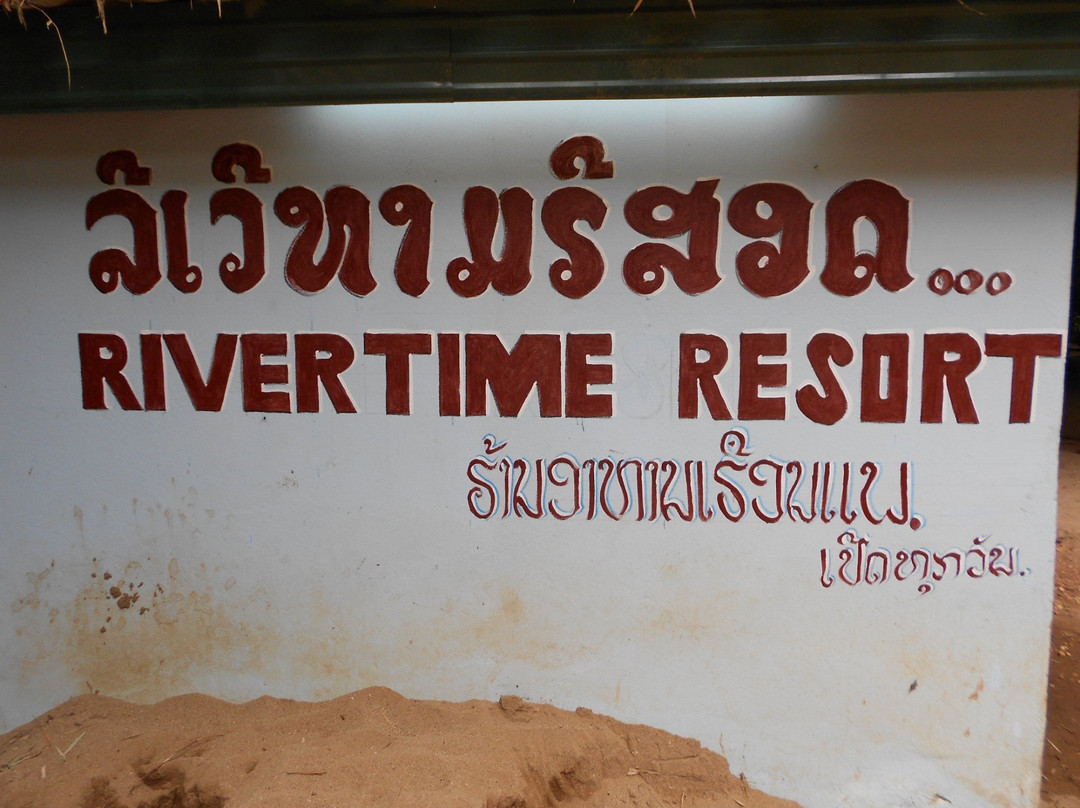 ລີເວີທາມຣີສອດ...
RIVERTIME RESORT
ຮ້ານອາຫານເຮືອນແພ.
ເປີດທຸກວັນ.